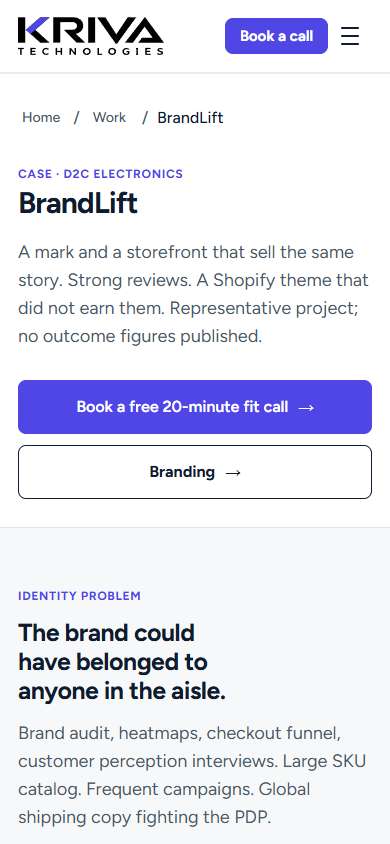 KRIVA
TECHNOLOGIES
Book a call
Home / Work / BrandLift
CASE · D2C ELECTRONICS
BrandLift
A mark and a storefront that sell the same
story. Strong reviews. A Shopify theme that
did not earn them. Representative project;
no outcome figures published.
Book a free 20-minute fit call →
Branding →
IDENTITY PROBLEM
The brand could
have belonged to
anyone in the aisle.
Brand audit, heatmaps, checkout funnel,
customer perception interviews. Large SKU
catalog. Frequent campaigns. Global
shipping copy fighting the PDP.